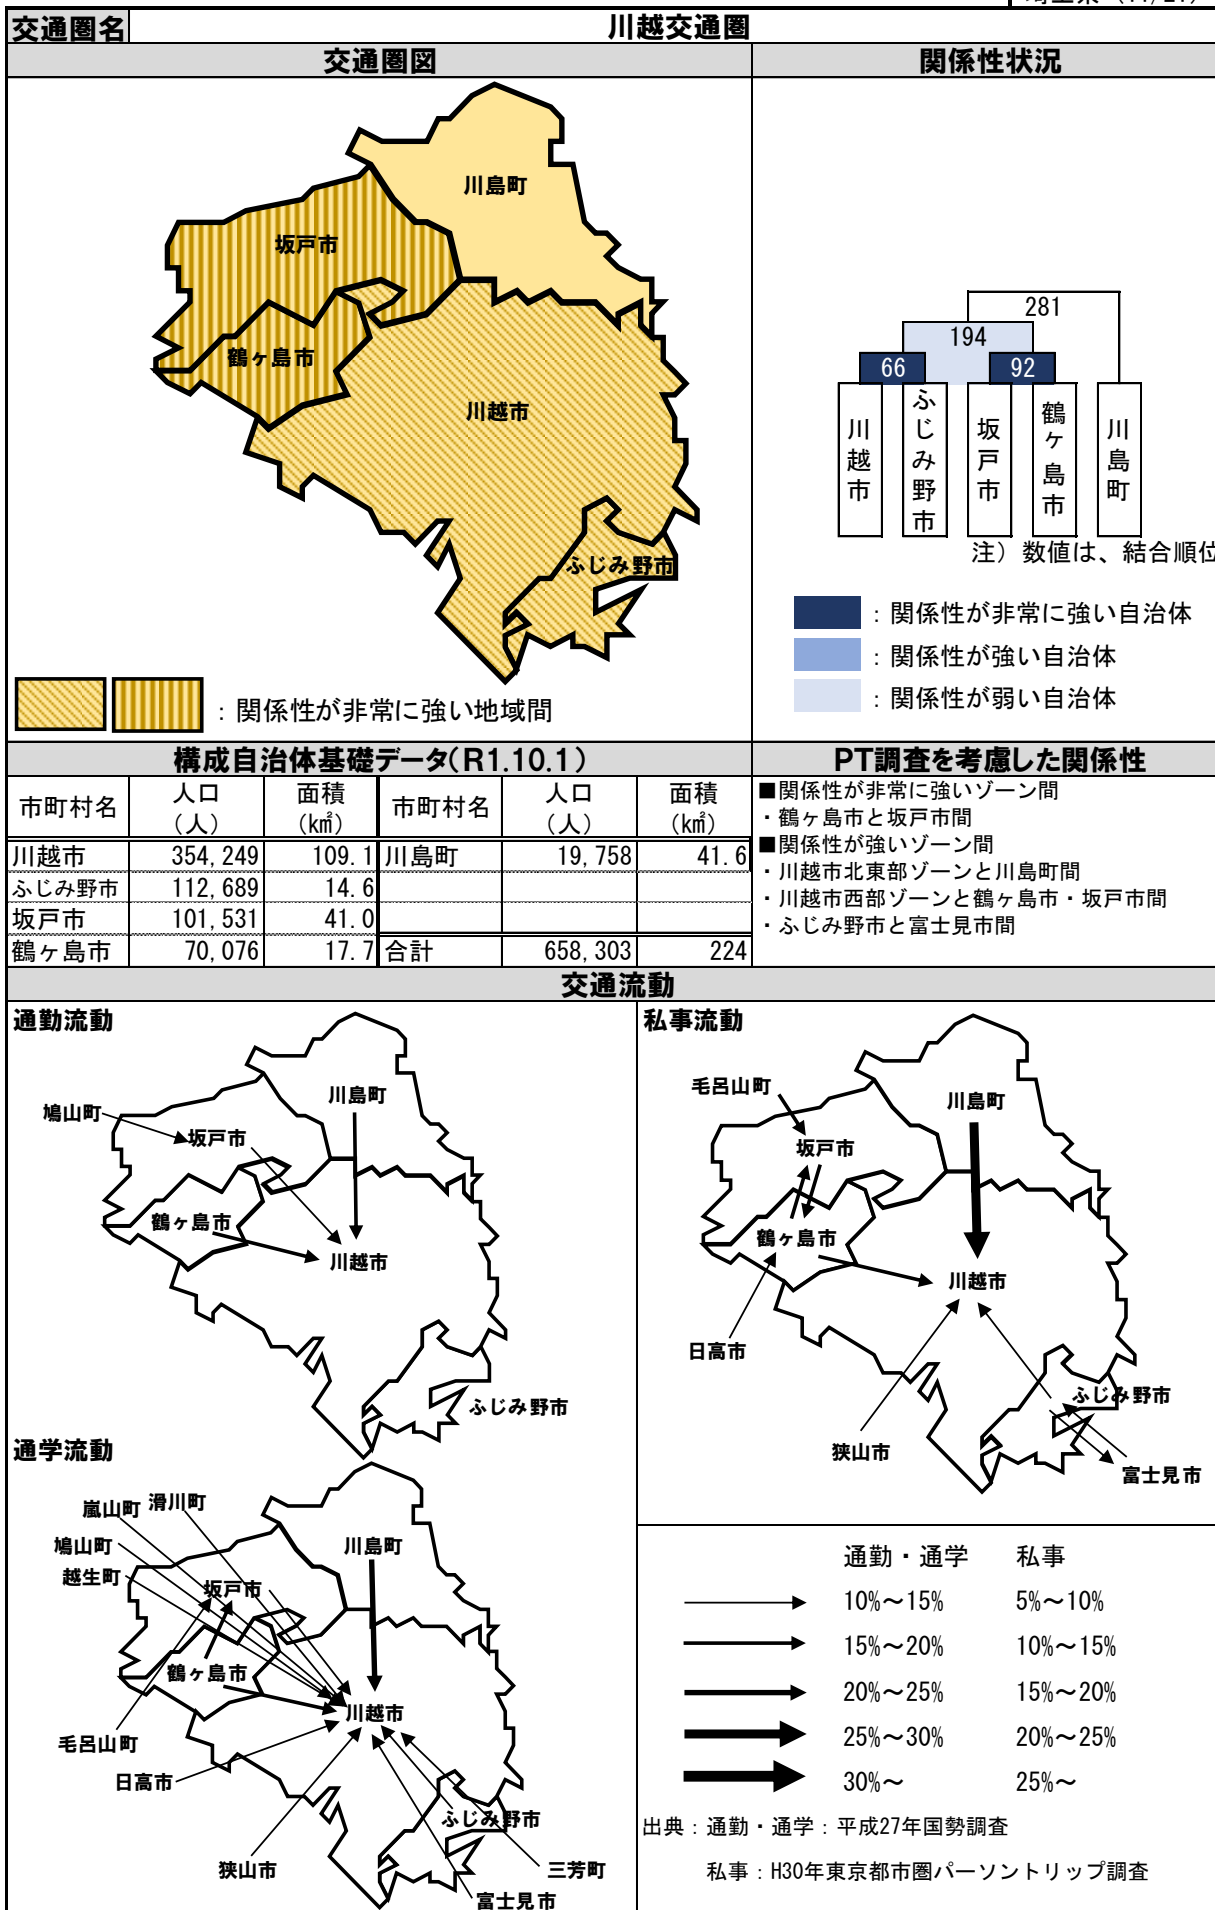 交通圏名
川越交通圏
交通圏図
関係性状況
川島町
坂戸市
鶴ヶ島市
川越市
ふじみ野市
：関係性が非常に強い地域間
281
194
66
92
川越市
ふじみ野市
坂戸市
鶴ヶ島市
川島町
注）数値は、結合順位
：関係性が非常に強い自治体
：関係性が強い自治体
：関係性が弱い自治体
構成自治体基礎データ(R1.10.1)
市町村名 人口（人） 面積（㎢） 市町村名 人口（人） 面積（㎢）
川越市 354,249 109.1 川島町 19,758 41.6
ふじみ野市 112,689 14.6
坂戸市 101,531 41.0
鶴ヶ島市 70,076 17.7 合計 658,303 224
PT調査を考慮した関係性
■関係性が非常に強いゾーン間
・鶴ヶ島市と坂戸市間
■関係性が強いゾーン間
・川越市北東部ゾーンと川島町間
・川越市西部ゾーンと鶴ヶ島市・坂戸市間
・ふじみ野市と富士見市間
交通流動
通勤流動
川島町
鳩山町
坂戸市
鶴ヶ島市
川越市
ふじみ野市
私事流動
毛呂山町
川島町
坂戸市
鶴ヶ島市
川越市
日高市
ふじみ野市
狭山市
富士見市
通学流動
嵐山町
滑川町
鳩山町
川島町
越生町
坂戸市
鶴ヶ島市
川越市
毛呂山町
日高市
ふじみ野市
狭山市
三芳町
富士見市
通勤・通学 私事
10%～15% 5%～10%
15%～20% 10%～15%
20%～25% 15%～20%
25%～30% 20%～25%
30%～ 25%～
出典：通勤・通学：平成27年国勢調査
私事：H30年東京都市圏パーソントリップ調査